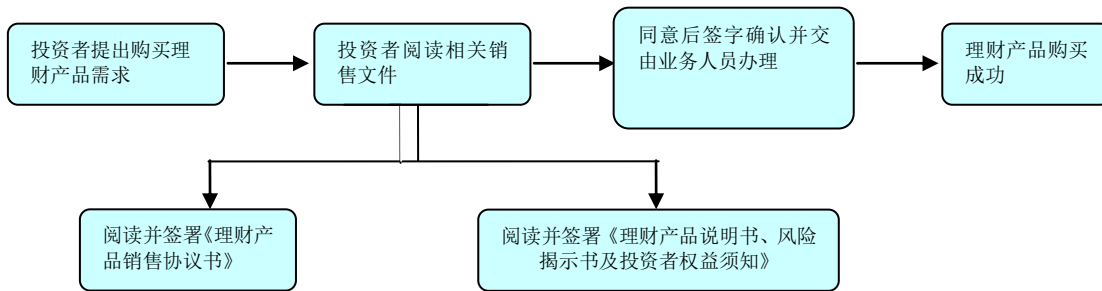 投资者提出购买理
财产品需求
投资者阅读相关销
售文件
同意后签字确认并交
由业务人员办理
理财产品购买
成功
阅读并签署《理财产
品销售协议书》
阅读并签署《理财产品说明书、风险
揭示书及投资者权益须知》